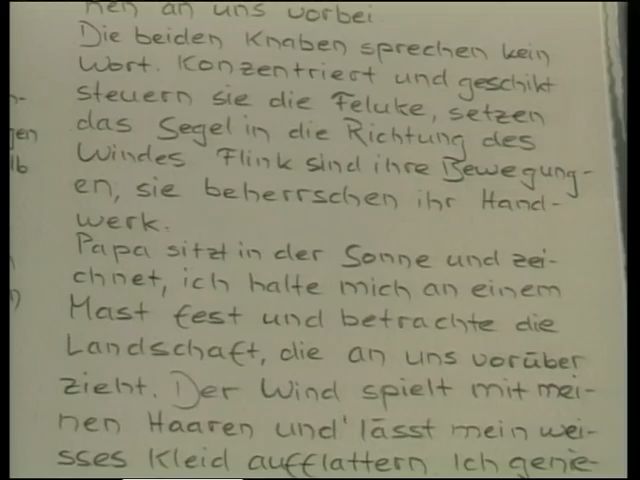 nen an uns vorbei
Die beiden Knaben sprechen kein
Wort. Konzentriert und geschikt
steuern sie die Feluke, setzen
das Segel in die Richtung des
Windes Flink sind ihre Bewegung-
en, sie beherrschen ihr Hand-
werk.
Papa sitzt in der Sonne und zei-
chnet, ich halte mich an einem
Mast fest und betrachte die
Landschaft, die an uns vorüber
zieht. Der Wind spielt mit mei-
nen Haaren und lässt mein wei-
sses Kleid aufflattern Ich genie-